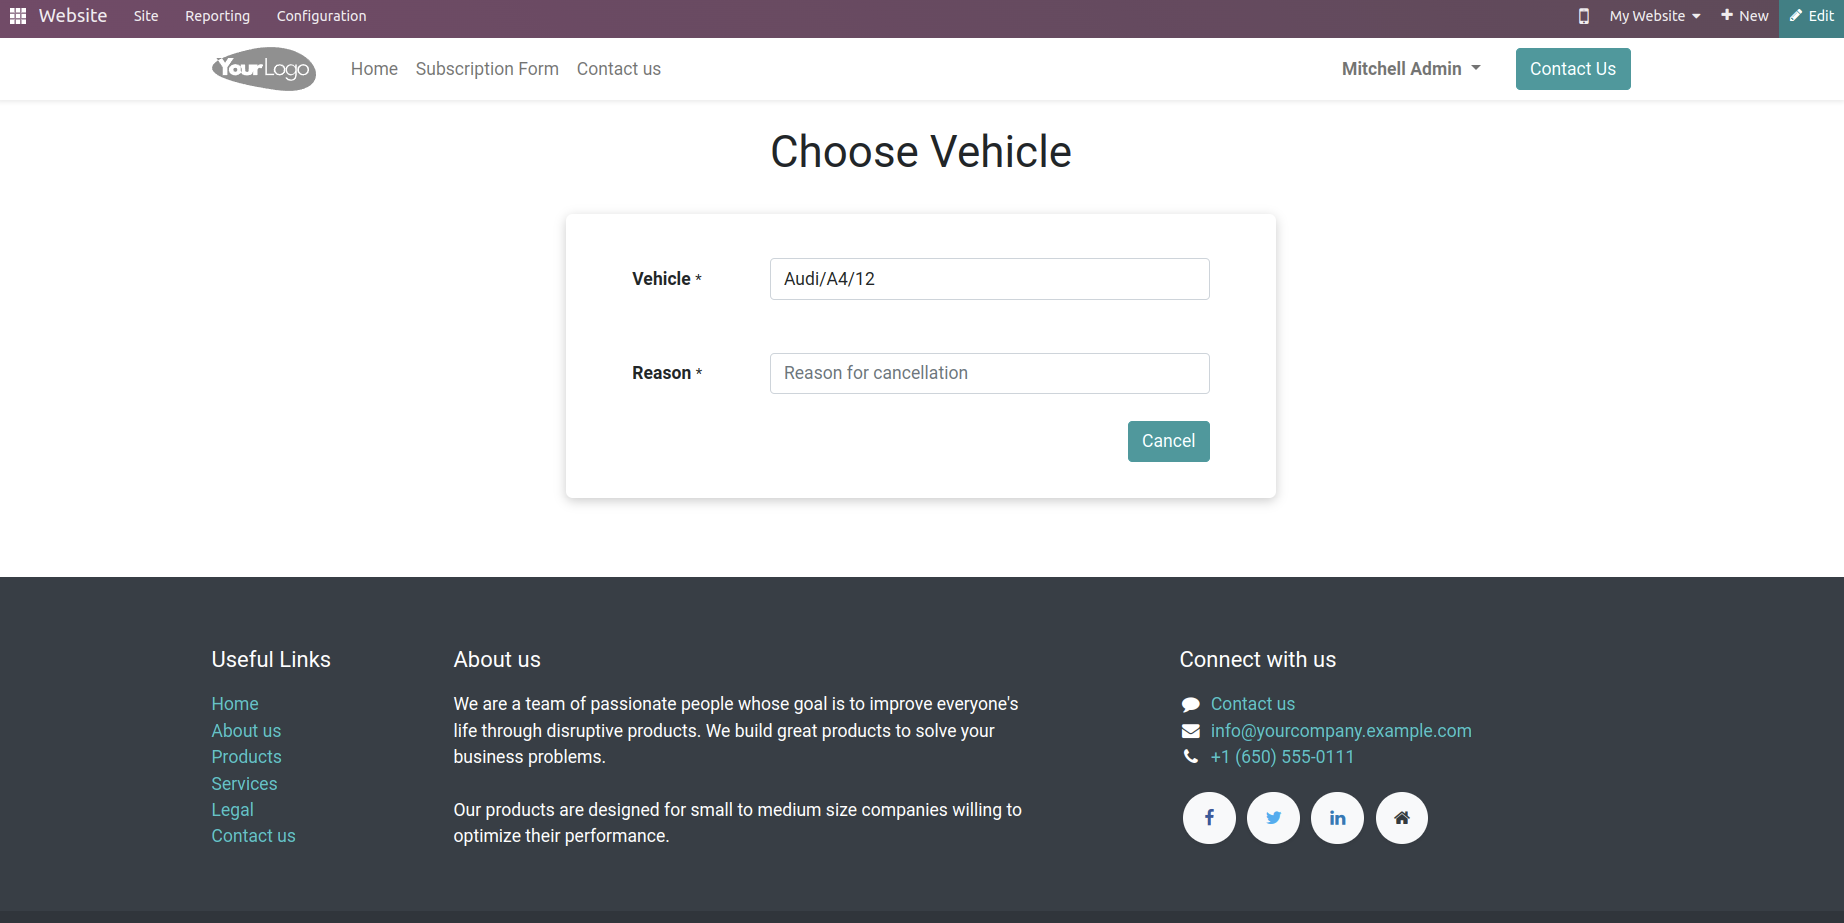 Website Site Reporting Configuration My Website New Edit
YourLogo Home Subscription Form Contact us Mitchell Admin Contact Us
Choose Vehicle
Vehicle * Audi/A4/12
Reason * Reason for cancellation
Cancel
Useful Links
Home
About us
Products
Services
Legal
Contact us
About us
We are a team of passionate people whose goal is to improve everyone's
life through disruptive products. We build great products to solve your
business problems.
Our products are designed for small to medium size companies willing to
optimize their performance.
Connect with us
Contact us
info@yourcompany.example.com
+1 (650) 555-0111